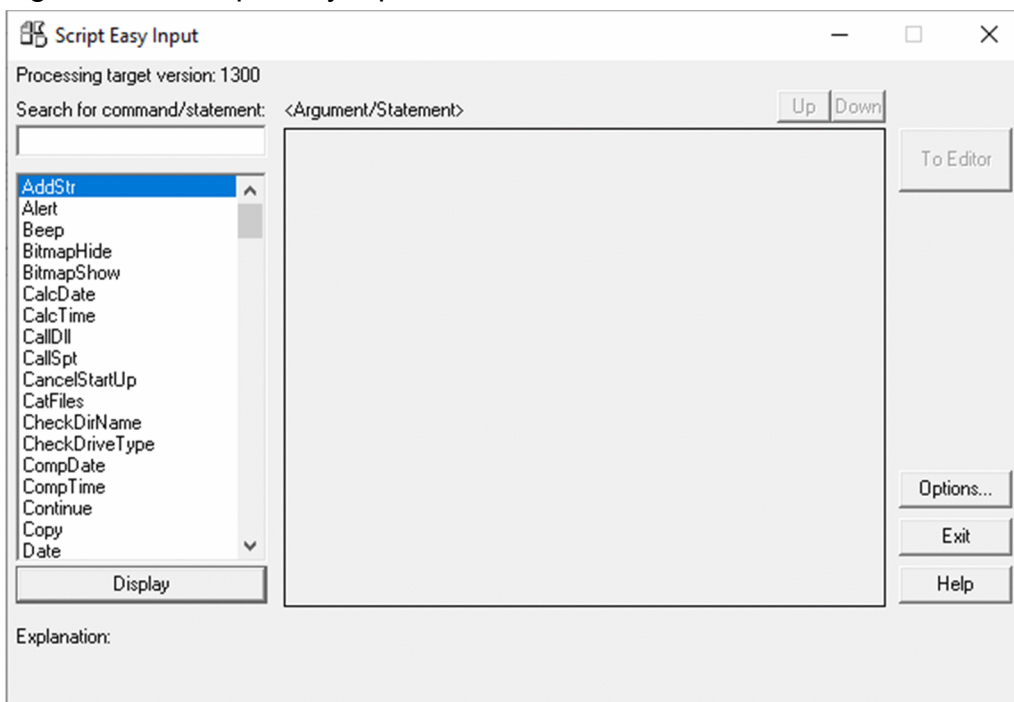 Script Easy Input
Processing target version: 1300
Search for command/statement:
<Argument/Statement>
Up
Down
To Editor
AddStr
Alert
Beep
BitmapHide
BitmapShow
CalcDate
CalcTime
CallDll
CallSpt
CancelStartUp
CatFiles
CheckDirName
CheckDriveType
CompDate
CompTime
Continue
Copy
Date
Display
Options...
Exit
Help
Explanation: